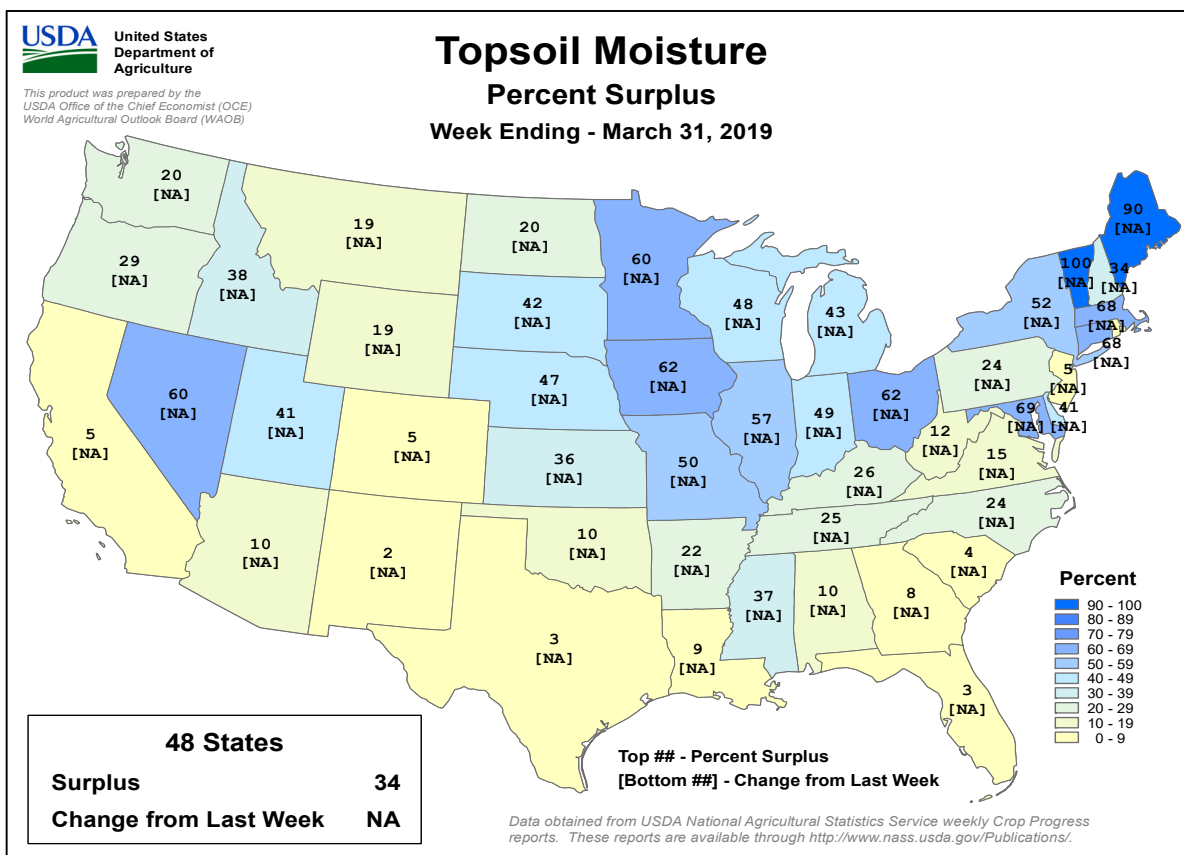 USDA
United States
Department of
Agriculture
This product was prepared by the
USDA Office of the Chief Economist (OCE)
World Agricultural Outlook Board (WAOB)
Topsoil Moisture
Percent Surplus
Week Ending - March 31, 2019
20
[NA]
29
[NA]
38
[NA]
19
[NA]
19
[NA]
20
[NA]
42
[NA]
47
[NA]
36
[NA]
60
[NA]
62
[NA]
50
[NA]
48
[NA]
43
[NA]
57
[NA]
49
[NA]
62
[NA]
90
[NA]
100
[NA]
34
[NA]
52
[NA]
68
[NA]
68
[NA]
24
[NA]
5
[NA]
69
[NA]
41
[NA]
12
[NA]
15
[NA]
26
[NA]
25
[NA]
24
[NA]
5
[NA]
60
[NA]
41
[NA]
5
[NA]
10
[NA]
2
[NA]
10
[NA]
22
[NA]
3
[NA]
9
[NA]
37
[NA]
10
[NA]
8
[NA]
4
[NA]
3
[NA]
Percent
90 - 100
80 - 89
70 - 79
60 - 69
50 - 59
40 - 49
30 - 39
20 - 29
10 - 19
0 - 9
48 States
Surplus 34
Change from Last Week NA
Top ## - Percent Surplus
[Bottom ##] - Change from Last Week
Data obtained from USDA National Agricultural Statistics Service weekly Crop Progress
reports. These reports are available through http://www.nass.usda.gov/Publications/.